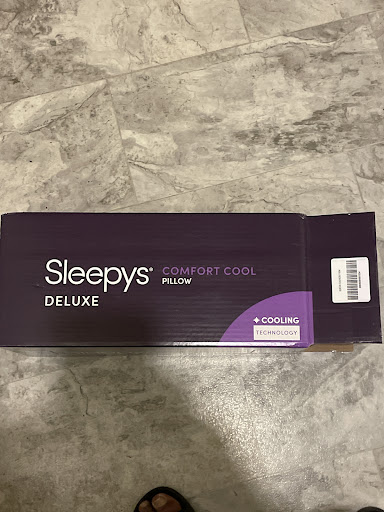 Sleepys®
DELUXE
COMFORT COOL
PILLOW
COOLING
TECHNOLOGY